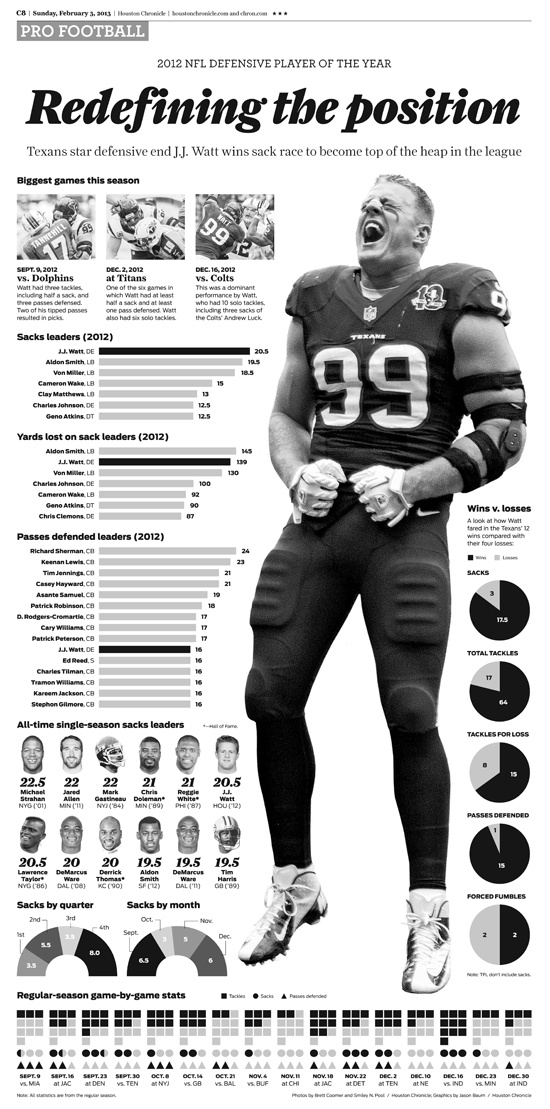 C8 | Sunday, February 3, 2013 | Houston Chronicle | houstonchronicle.com and chron.com ★★★
PRO FOOTBALL
2012 NFL DEFENSIVE PLAYER OF THE YEAR
Redefining the position
Texans star defensive end J.J. Watt wins sack race to become top of the heap in the league
Biggest games this season
SEPT. 9, 2012
vs. Dolphins
Watt had three tackles,
including half a sack, and
three passes defensed.
Two of his tipped passes
resulted in picks.
DEC. 2, 2012
at Titans
One of the six games in
which Watt had at least
half a sack and at least
one pass defensed. Watt
also had six solo tackles.
DEC. 16, 2012
vs. Colts
This was a dominant
performance by Watt,
who had 10 solo tackles,
including three sacks of
the Colts' Andrew Luck.
TANNEHILL
17
99
WATT
99
TEXANS
99
Sacks leaders (2012)
J.J. Watt, DE 20.5
Aldon Smith, LB 19.5
Von Miller, LB 18.5
Cameron Wake, LB 15
Clay Matthews, LB 13
Charles Johnson, DE 12.5
Geno Atkins, DT 12.5
Yards lost on sack leaders (2012)
Aldon Smith, LB 145
J.J. Watt, DE 139
Von Miller, LB 130
Charles Johnson, DE 100
Cameron Wake, LB 92
Geno Atkins, DT 90
Chris Clemons, DE 87
Passes defended leaders (2012)
Richard Sherman, CB 24
Keenan Lewis, CB 23
Tim Jennings, CB 21
Casey Hayward, CB 21
Asante Samuel, CB 19
Patrick Robinson, CB 18
D. Rodgers-Cromartie, CB 17
Cary Williams, CB 17
Patrick Peterson, CB 17
J.J. Watt, DE 16
Ed Reed, S 16
Charles Tilman, CB 16
Tramon Williams, CB 16
Kareem Jackson, CB 16
Stephon Gilmore, CB 16
All-time single-season sacks leaders
*—Hall of Fame.
22.5
Michael
Strahan
NYG ('01)
22
Jared
Allen
MIN ('11)
22
Mark
Gastineau
NYJ ('84)
21
Chris
Doleman*
MIN ('89)
21
Reggie
White*
PHI ('87)
20.5
J.J.
Watt
HOU ('12)
20.5
Lawrence
Taylor*
NYG ('86)
20
DeMarcus
Ware
DAL ('08)
20
Derrick
Thomas*
KC ('90)
19.5
Aldon
Smith
SF ('12)
19.5
DeMarcus
Ware
DAL ('11)
19.5
Tim
Harris
GB ('89)
Sacks by quarter
1st 3.5
2nd 5.5
3rd 3.5
4th 8.0
Sacks by month
Sept. 6.5
Oct. 3
Nov. 5
Dec. 6
Wins v. losses
A look at how Watt
fared in the Texans' 12
wins compared with
their four losses:
Wins Losses
SACKS
3
17.5
TOTAL TACKLES
17
64
TACKLES FOR LOSS
8
15
PASSES DEFENDED
1
15
FORCED FUMBLES
2
2
Note: TFL don't include sacks.
Regular-season game-by-game stats
Tackles Sacks Passes defended
SEPT. 9
vs. MIA
SEPT. 16
at JAC
SEPT. 23
at DEN
SEPT. 30
vs. TEN
OCT. 8
at NYJ
OCT. 14
vs. GB
OCT. 21
vs. BAL
NOV. 4
vs. BUF
NOV. 11
at CHI
NOV. 18
at JAC
NOV. 22
at DET
DEC. 2
at TEN
DEC. 10
at NE
DEC. 16
vs. IND
DEC. 23
vs. MIN
DEC. 30
at IND
Note: All statistics are from the regular season.
Photos by Brett Coomer and Smiley N. Pool / Houston Chronicle; Graphics by Jason Baum / Houston Chronicle